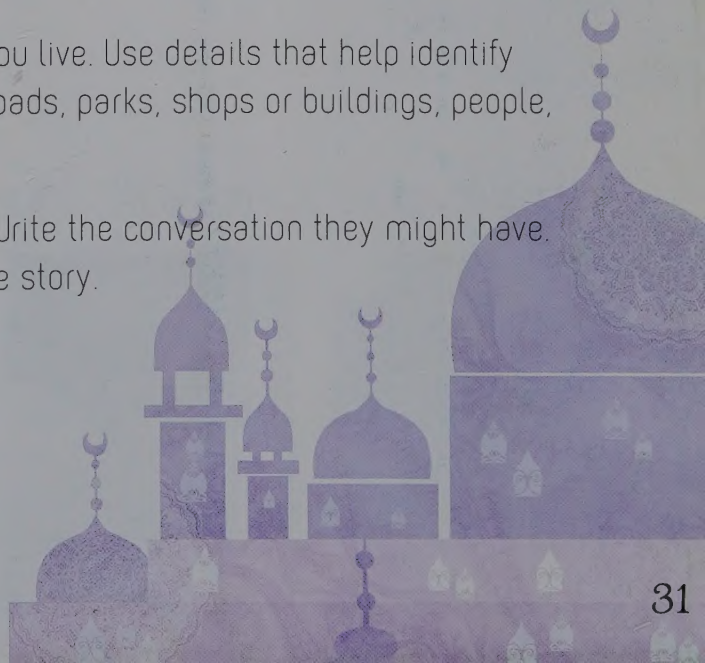 ou live. Use details that help identify
oads, parks, shops or buildings, people,
Write the conversation they might have.
e story.
31